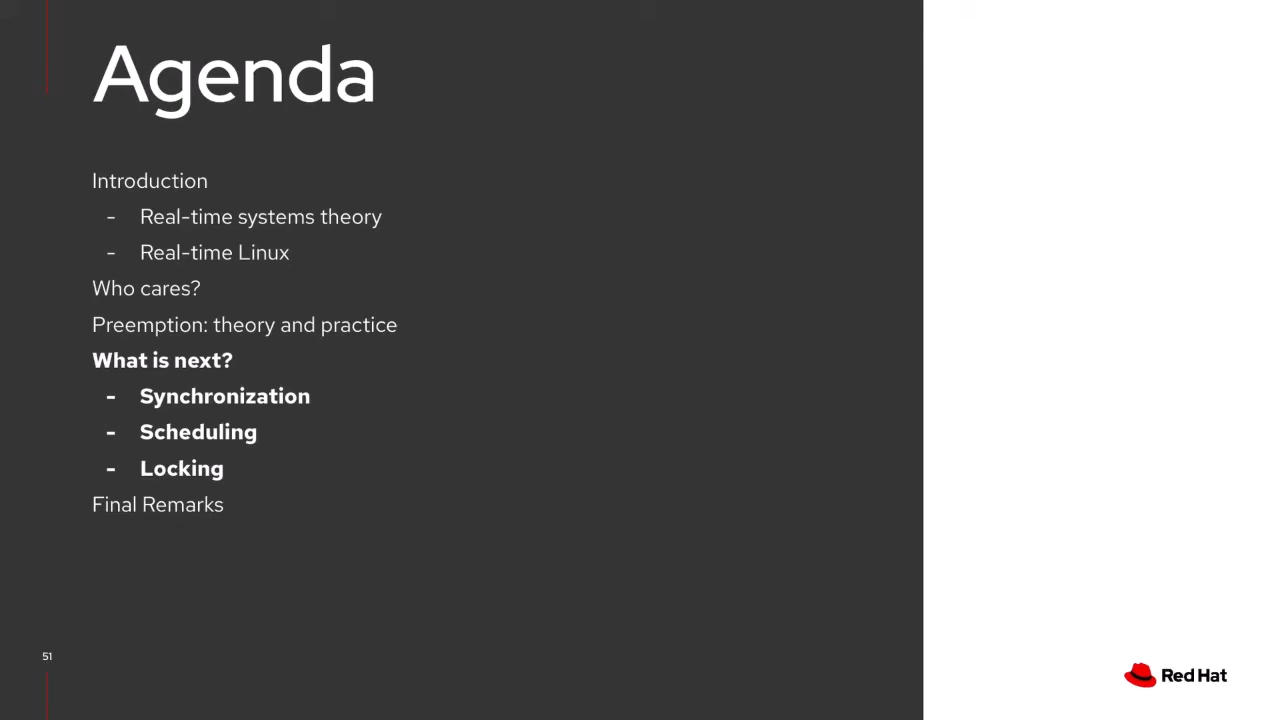 Agenda
Introduction
- Real-time systems theory
- Real-time Linux
Who cares?
Preemption: theory and practice
What is next?
- Synchronization
- Scheduling
- Locking
Final Remarks
51
Red Hat